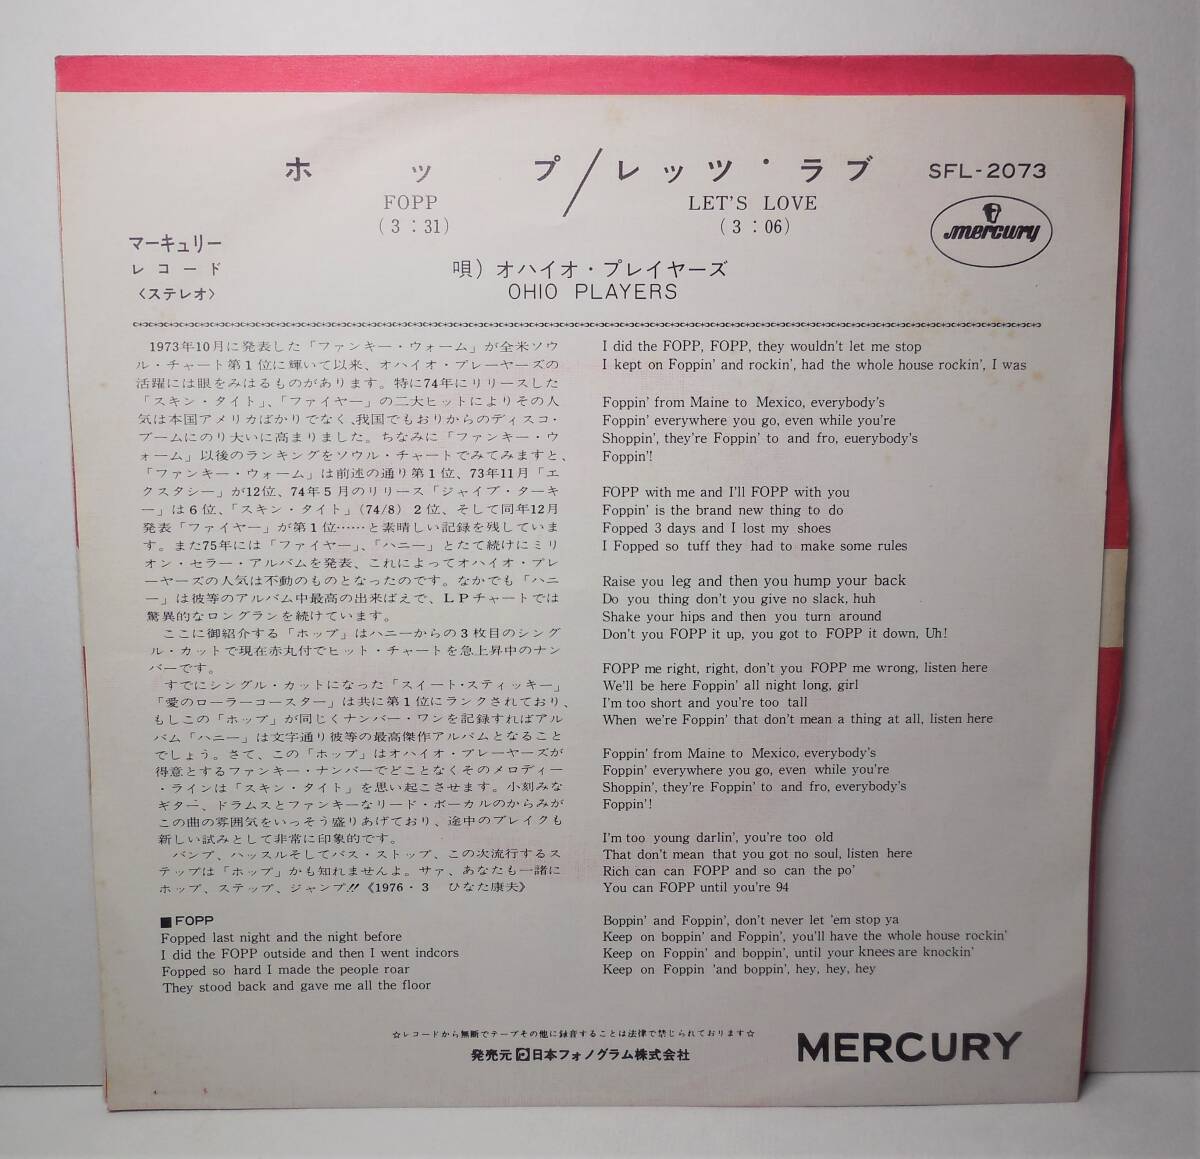 ホップ／レッツ・ラブ
FOPP
(3：31)
LET'S LOVE
(3：06)
SFL-2073
mercury
マーキュリー
レコード
〈ステレオ〉
唄）オハイオ・プレイヤーズ
OHIO PLAYERS
1973年10月に発表した「ファンキー・ウォーム」が全米ソウ
ル・チャート第1位に輝いて以来、オハイオ・プレーヤーズの
活躍には眼をみはるものがあります。特に74年にリリースした
「スキン・タイト」、「ファイヤー」の二大ヒットによりその人
気は本国アメリカばかりでなく、我国でもおりからのディスコ・
ブームにのり大いに高まりました。ちなみに「ファンキー・ウ
ォーム」以後のランキングをソウル・チャートでみてみますと、
「ファンキー・ウォーム」は前述の通り第1位、73年11月「エ
クスタシー」が12位、74年5月のリリース「ジャイブ・ターキ
ー」は6位、「スキン・タイト」(74/8) 2位、そして同年12月
発表「ファイヤー」が第1位……と素晴しい記録を残していま
す。また75年には「ファイヤー」、「ハニー」とたて続けにミリ
オン・セラー・アルバムを発表、これによってオハイオ・プレ
ーヤーズの人気は不動のものとなったのです。なかでも「ハニ
ー」は彼等のアルバム中最高の出来ばえで、LPチャートでは
驚異的なロングランを続けています。
ここに御紹介する「ホップ」はハニーからの3枚目のシング
ル・カットで現在赤丸付でヒット・チャートを急上昇中のナン
バーです。
すでにシングル・カットになった「スイート・スティッキー」
「愛のローラーコースター」は共に第1位にランクされており、
もしこの「ホップ」が同じくナンバー・ワンを記録すればアル
バム「ハニー」は文字通り彼等の最高傑作アルバムとなること
でしょう。さて、この「ホップ」はオハイオ・プレーヤーズが
得意とするファンキー・ナンバーでどことなくそのメロディー
・ラインは「スキン・タイト」を思い起こさせます。小刻みな
ギター、ドラムスとファンキーなリード・ボーカルのからみが
この曲の雰囲気をいっそう盛りあげており、途中のブレイクも
新しい試みとして非常に印象的です。
バンプ、ハッスルそしてバス・ストップ、この次流行するス
テップは「ホップ」かも知れませんよ。サァ、あなたも一諸に
ホップ、ステップ、ジャンプ!!《1976・3　ひなた康夫》
■FOPP
Fopped last night and the night before
I did the FOPP outside and then I went indcors
Fopped so hard I made the people roar
They stood back and gave me all the floor
I did the FOPP, FOPP, they wouldn't let me stop
I kept on Foppin' and rockin', had the whole house rockin', I was
Foppin' from Maine to Mexico, everybody's
Foppin' everywhere you go, even while you're
Shoppin', they're Foppin' to and fro, euerybody's
Foppin'!
FOPP with me and I'll FOPP with you
Foppin' is the brand new thing to do
Fopped 3 days and I lost my shoes
I Fopped so tuff they had to make some rules
Raise you leg and then you hump your back
Do you thing don't you give no slack, huh
Shake your hips and then you turn around
Don't you FOPP it up, you got to FOPP it down, Uh!
FOPP me right, right, don't you FOPP me wrong, listen here
We'll be here Foppin' all night long, girl
I'm too short and you're too tall
When we're Foppin' that don't mean a thing at all, listen here
Foppin' from Maine to Mexico, everybody's
Foppin' everywhere you go, even while you're
Shoppin', they're Foppin' to and fro, everybody's
Foppin'!
I'm too young darlin', you're too old
That don't mean that you got no soul, listen here
Rich can can FOPP and so can the po'
You can FOPP until you're 94
Boppin' and Foppin', don't never let 'em stop ya
Keep on boppin' and Foppin', you'll have the whole house rockin'
Keep on Foppin' and boppin', until your knees are knockin'
Keep on Foppin 'and boppin', hey, hey, hey
☆レコードから無断でテープその他に録音することは法律で禁じられております☆
発売元 日本フォノグラム株式会社
MERCURY